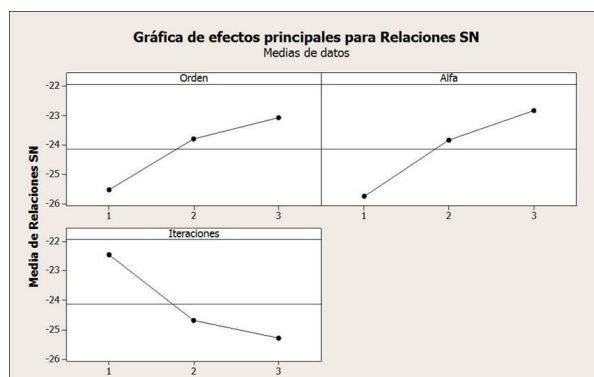 Gráfica de efectos principales para Relaciones SN
Medias de datos
Media de Relaciones SN
Orden
Alfa
-22
-23
-24
-25
-26
1 2 3
1 2 3
Iteraciones
-22
-23
-24
-25
-26
1 2 3